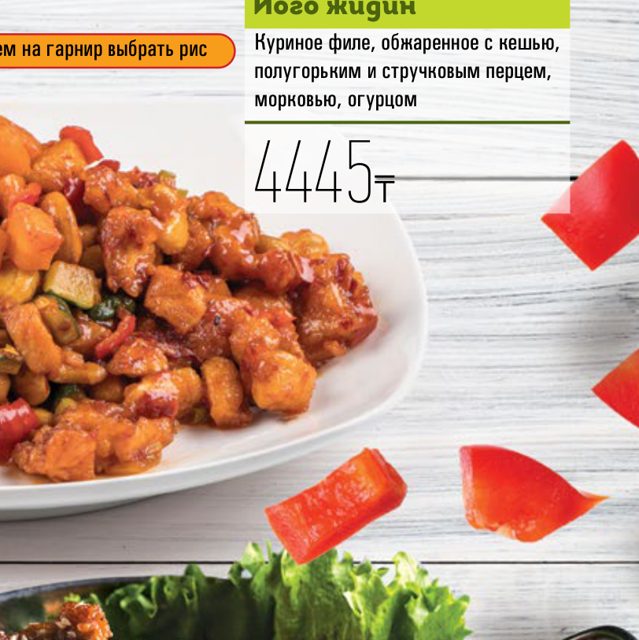 Його жидин
ем на гарнир выбрать рис
Куриное филе, обжаренное с кешью,
полугорьким и стручковым перцем,
морковью, огурцом
4445₸